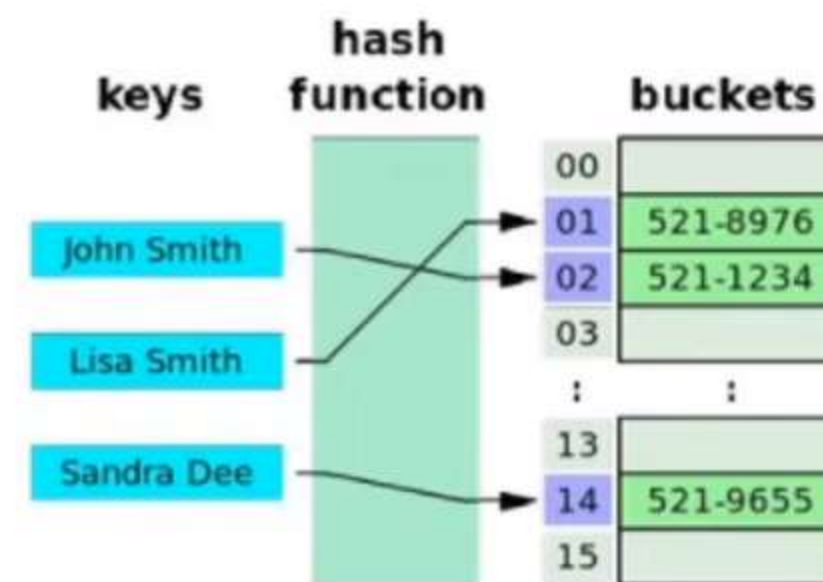 hash
keys function buckets
00
01 521-8976
John Smith
02 521-1234
03
Lisa Smith
: :
13
Sandra Dee
14 521-9655
15